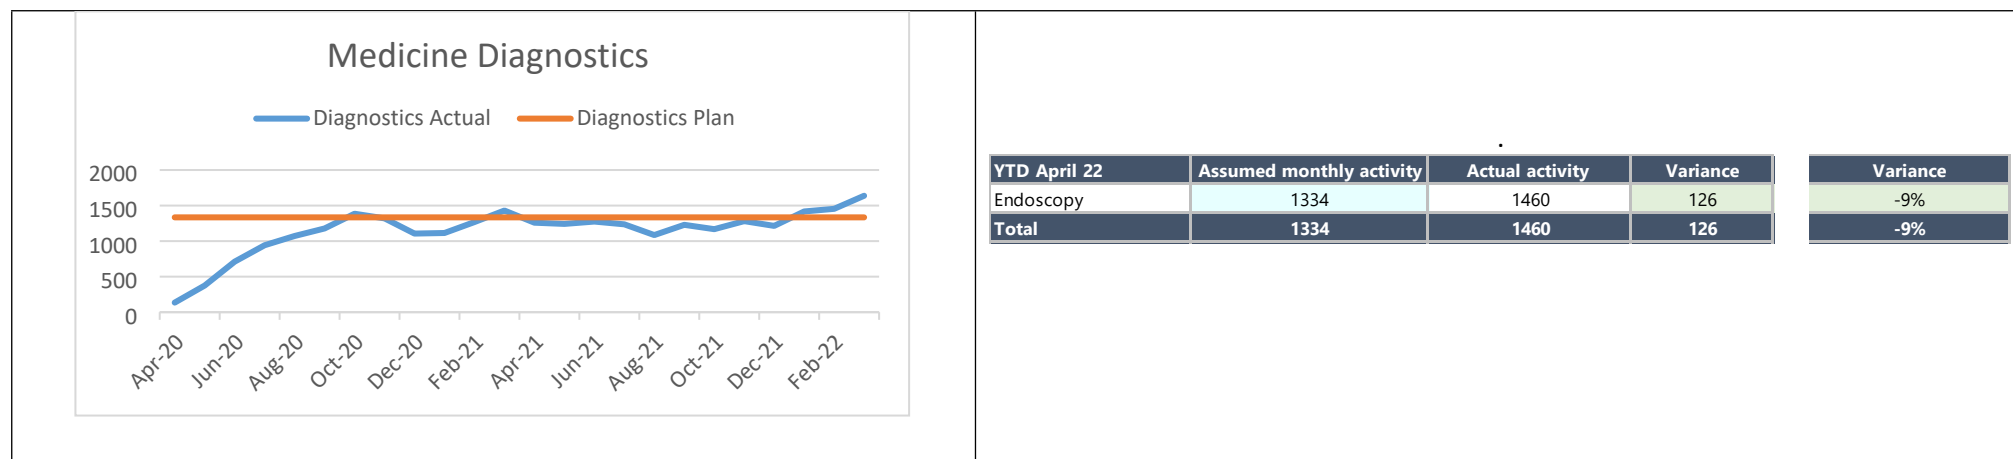 Medicine Diagnostics
Diagnostics Actual Diagnostics Plan
2000
1500
1000
500
0
Apr-20 Jun-20 Aug-20 Oct-20 Dec-20 Feb-21 Apr-21 Jun-21 Aug-21 Oct-21 Dec-21 Feb-22
.
YTD April 22 Assumed monthly activity Actual activity Variance Variance
Endoscopy 1334 1460 126 -9%
Total 1334 1460 126 -9%